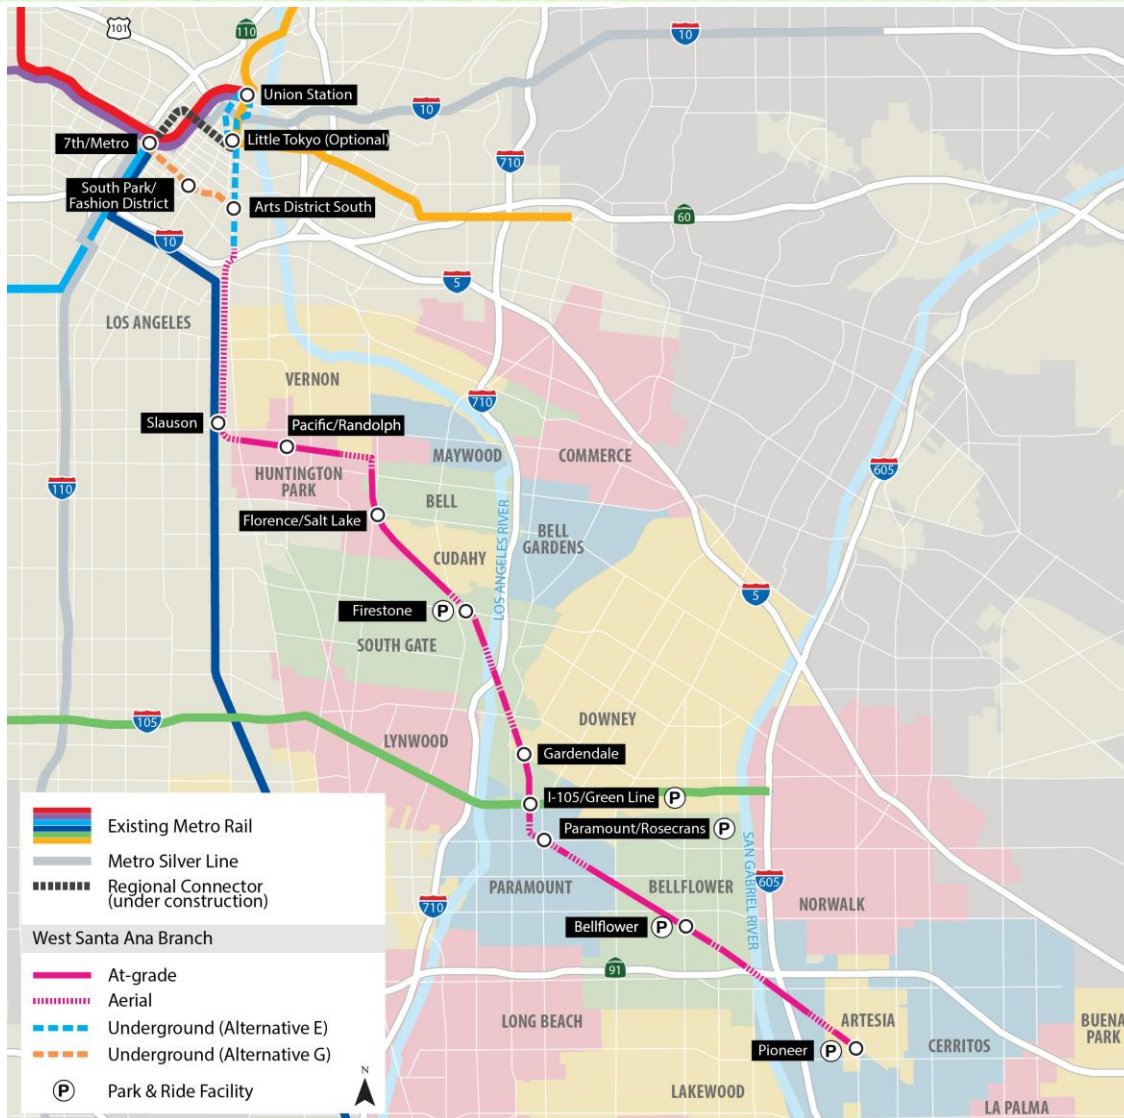 101
110
10
Union Station
10
7th/Metro
Little Tokyo (Optional)
710
South Park/
Fashion District
Arts District South
60
10
5
LOS ANGELES
VERNON
710
Slauson
Pacific/Randolph
MAYWOOD
COMMERCE
605
HUNTINGTON
PARK
110
BELL
LOS ANGELES RIVER
Florence/Salt Lake
BELL
GARDENS
CUDAHY
5
Firestone
P
SOUTH GATE
105
DOWNEY
LYNWOOD
Gardendale
I-105/Green Line
P
Paramount/Rosecrans
P
SAN GABRIEL RIVER
PARAMOUNT
BELLFLOWER
605
NORWALK
710
Bellflower
P
91
LONG BEACH
ARTESIA
BUENA
PARK
CERRITOS
Pioneer
P
LAKEWOOD
LA PALMA
Existing Metro Rail
Metro Silver Line
Regional Connector
(under construction)
West Santa Ana Branch
At-grade
Aerial
Underground (Alternative E)
Underground (Alternative G)
P
Park & Ride Facility
N